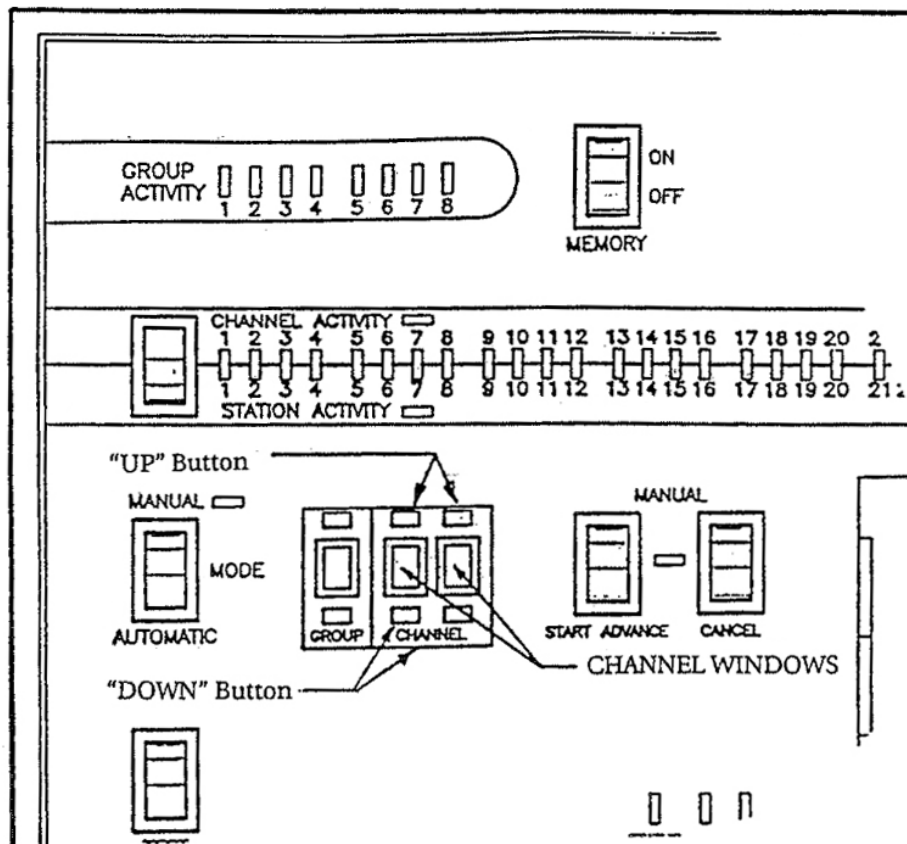 GROUP
ACTIVITY
1 2 3 4 5 6 7 8
ON
OFF
MEMORY
CHANNEL ACTIVITY
1 2 3 4 5 6 7 8 9 10 11 12 13 14 15 16 17 18 19 20 2
1 2 3 4 5 6 7 8 9 10 11 12 13 14 15 16 17 18 19 20 21
STATION ACTIVITY
"UP" Button
MANUAL
MODE
AUTOMATIC
GROUP
CHANNEL
MANUAL
START ADVANCE
CANCEL
CHANNEL WINDOWS
"DOWN" Button